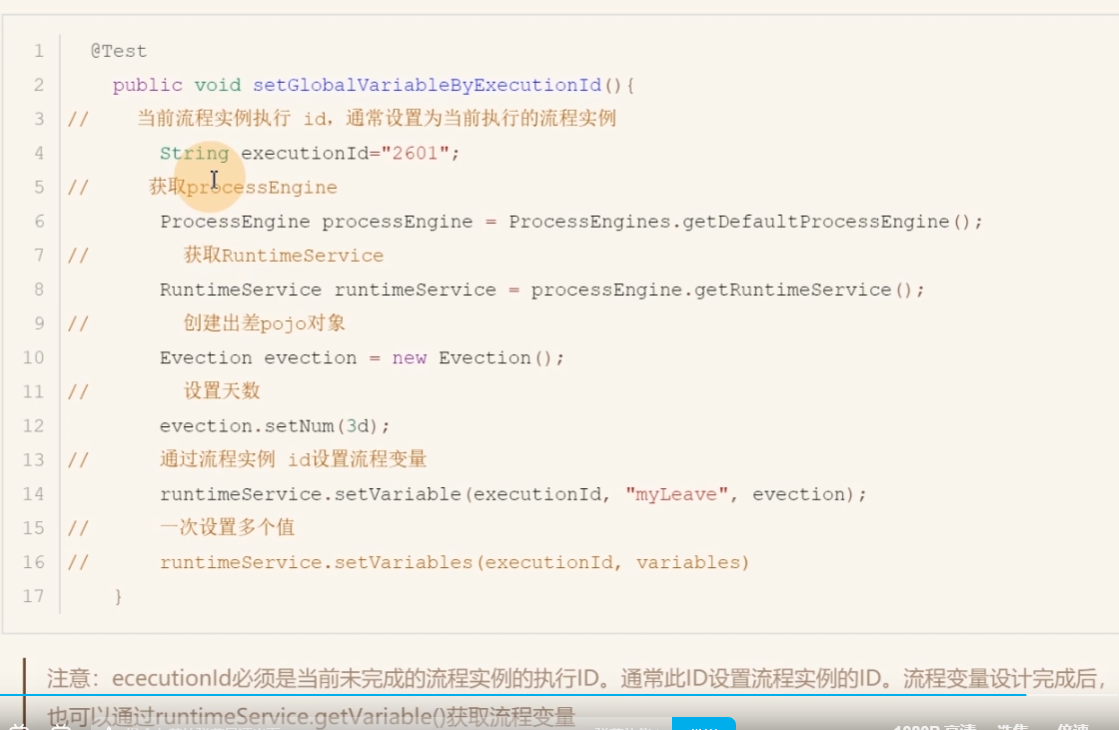 1 @Test
2 public void setGlobalVariableByExecutionId(){
3 // 当前流程实例执行 id，通常设置为当前执行的流程实例
4 String executionId="2601";
5 // 获取processEngine
6 ProcessEngine processEngine = ProcessEngines.getDefaultProcessEngine();
7 // 获取RuntimeService
8 RuntimeService runtimeService = processEngine.getRuntimeService();
9 // 创建出差pojo对象
10 Evection evection = new Evection();
11 // 设置天数
12 evection.setNum(3d);
13 // 通过流程实例 id设置流程变量
14 runtimeService.setVariable(executionId, "myLeave", evection);
15 // 一次设置多个值
16 // runtimeService.setVariables(executionId, variables)
17 }
注意：ececutionId必须是当前未完成的流程实例的执行ID。通常此ID设置流程实例的ID。流程变量设计完成后，
也可以通过runtimeService.getVariable()获取流程变量
1080P 高清 选集 倍速